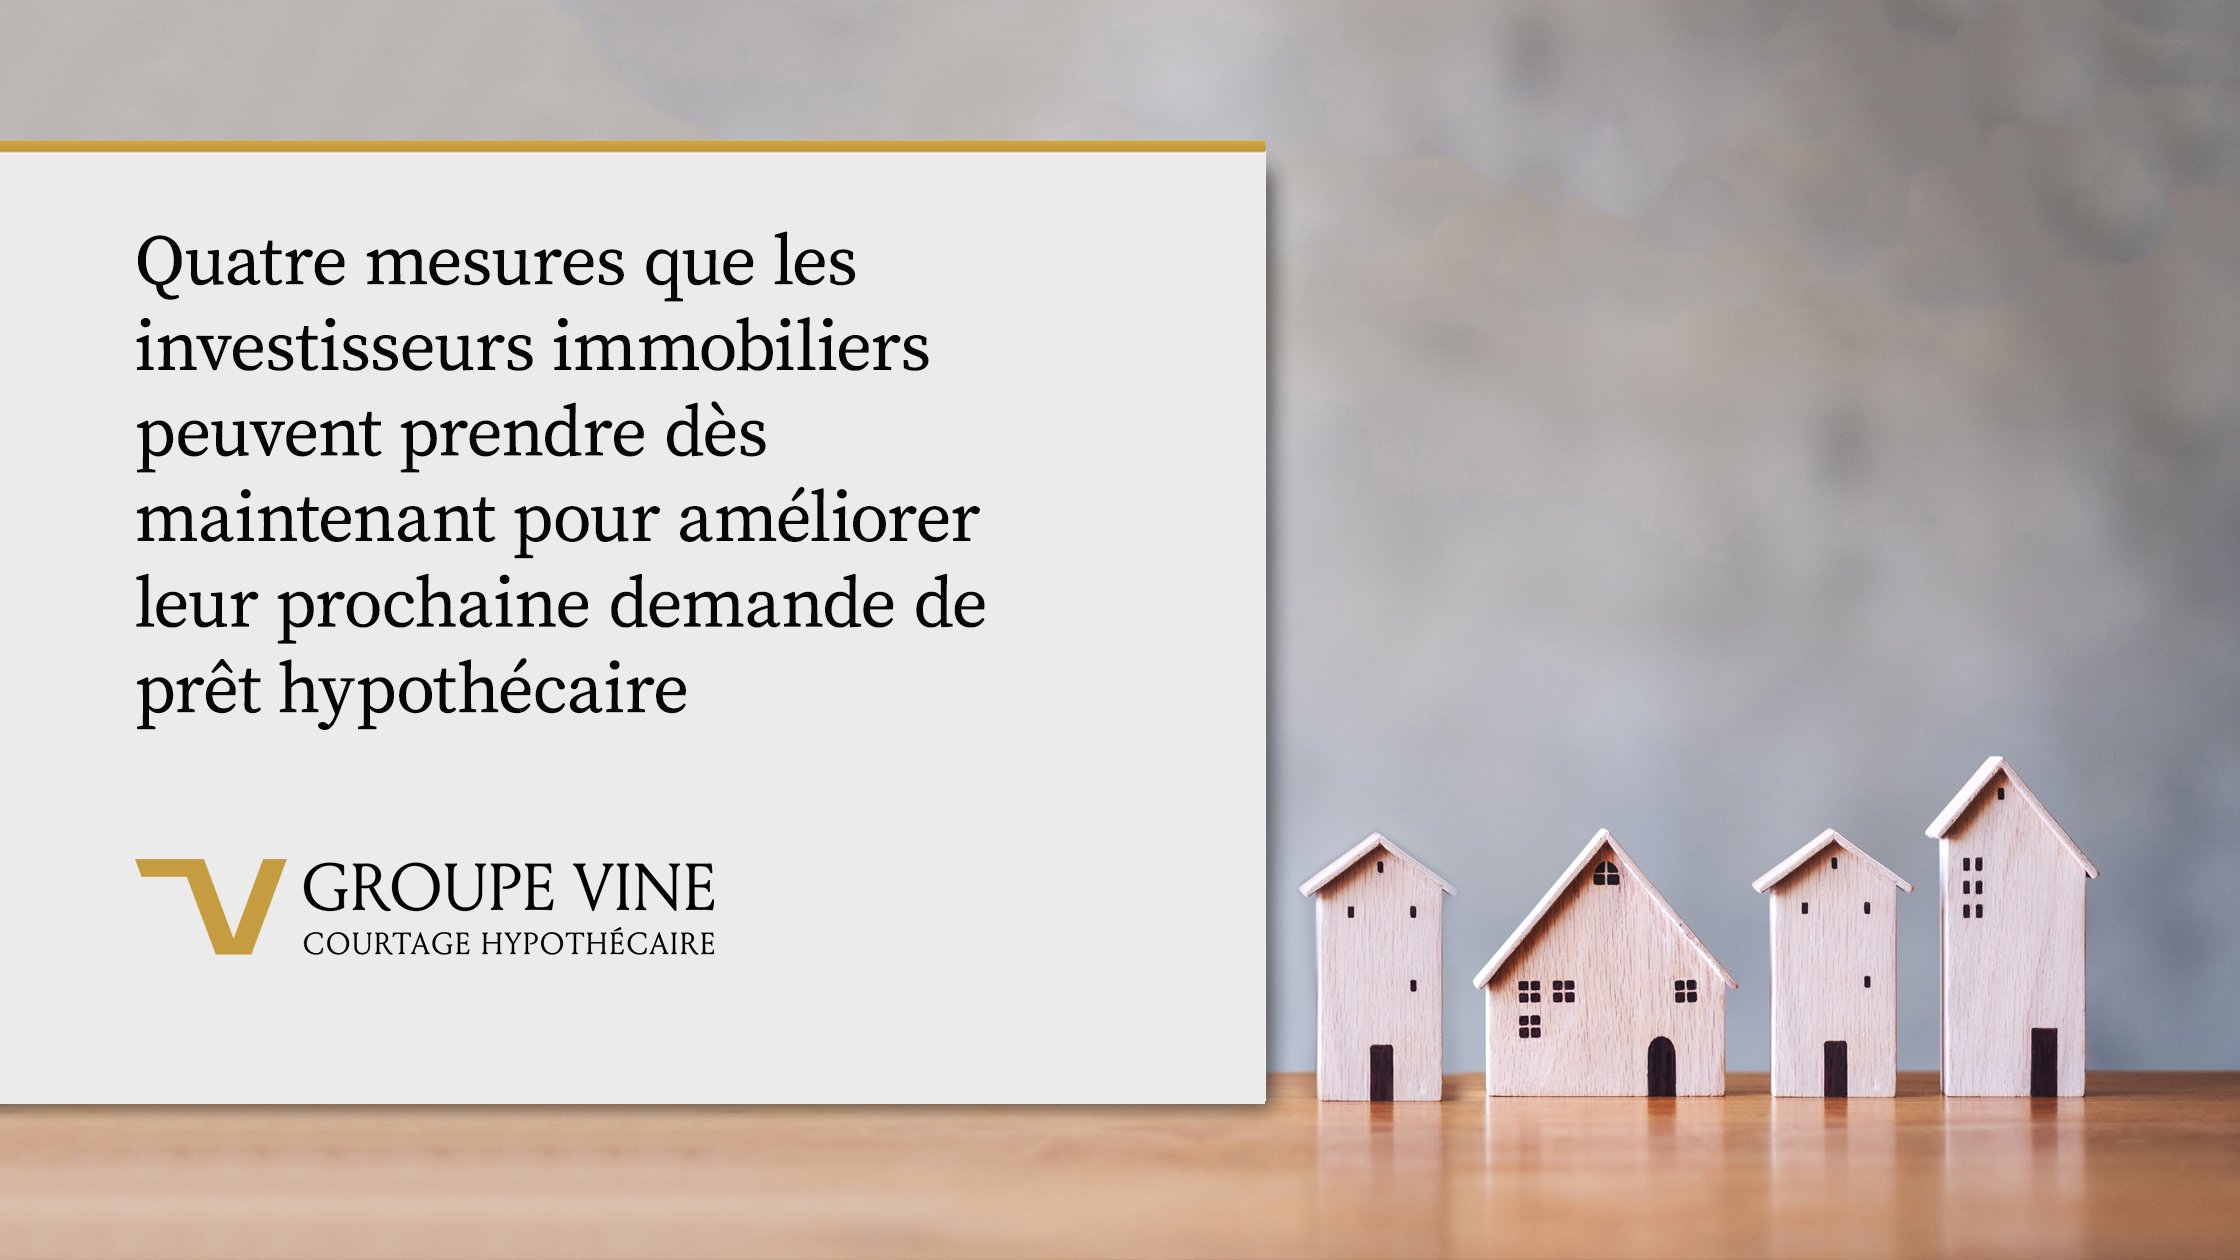 Quatre mesures que les
investisseurs immobiliers
peuvent prendre dès
maintenant pour améliorer
leur prochaine demande de
prêt hypothécaire
GROUPE VINE
COURTAGE HYPOTHÉCAIRE